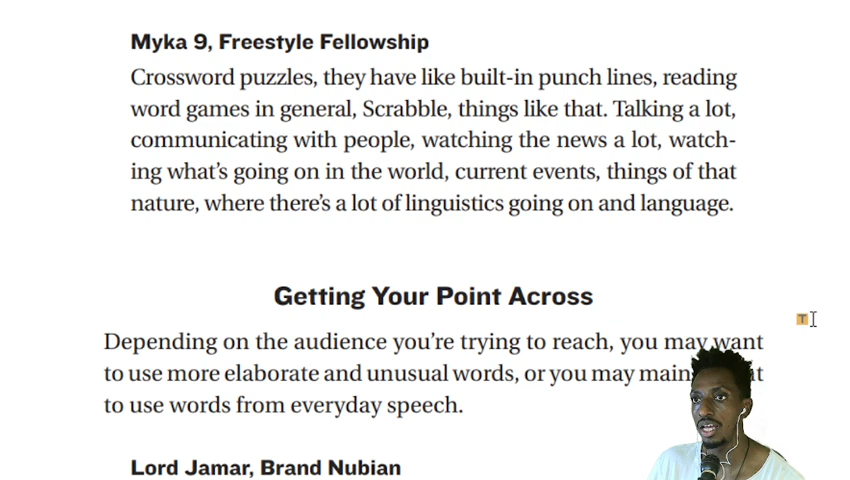 Myka 9, Freestyle Fellowship
Crossword puzzles, they have like built-in punch lines, reading
word games in general, Scrabble, things like that. Talking a lot,
communicating with people, watching the news a lot, watch-
ing what's going on in the world, current events, things of that
nature, where there's a lot of linguistics going on and language.
Getting Your Point Across
T
Depending on the audience you're trying to reach, you may want
to use more elaborate and unusual words, or you may
to use words from everyday speech.
Lord Jamar, Brand Nubian